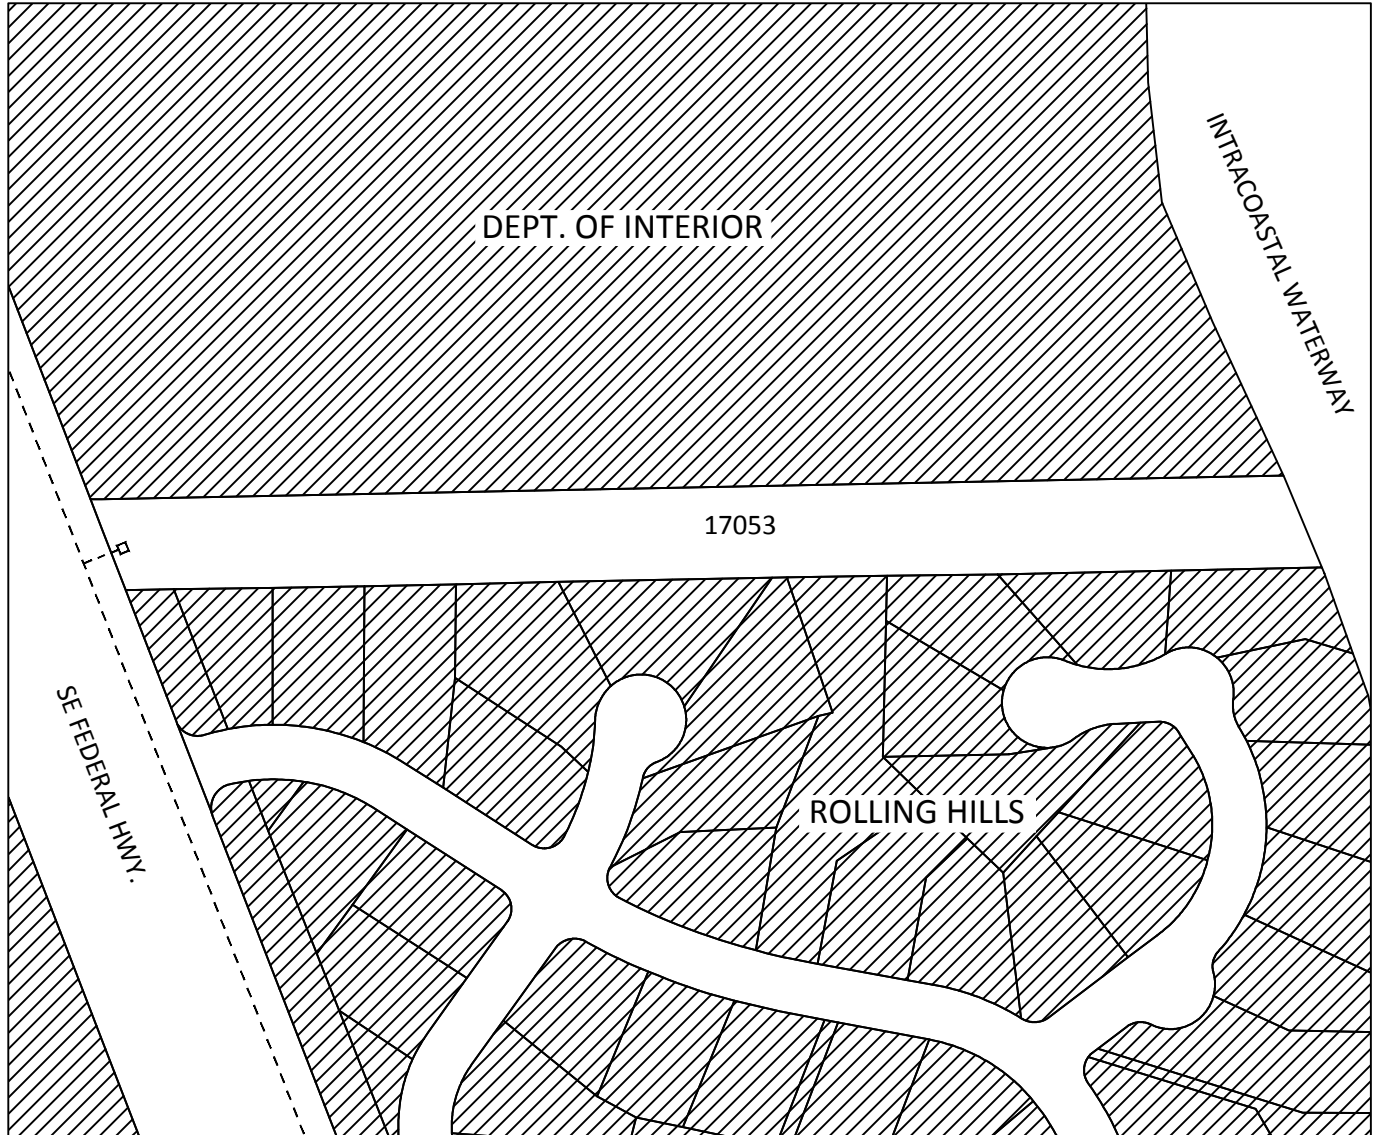 DEPT. OF INTERIOR
INTRACOASTAL WATERWAY
17053
SE FEDERAL HWY.
ROLLING HILLS